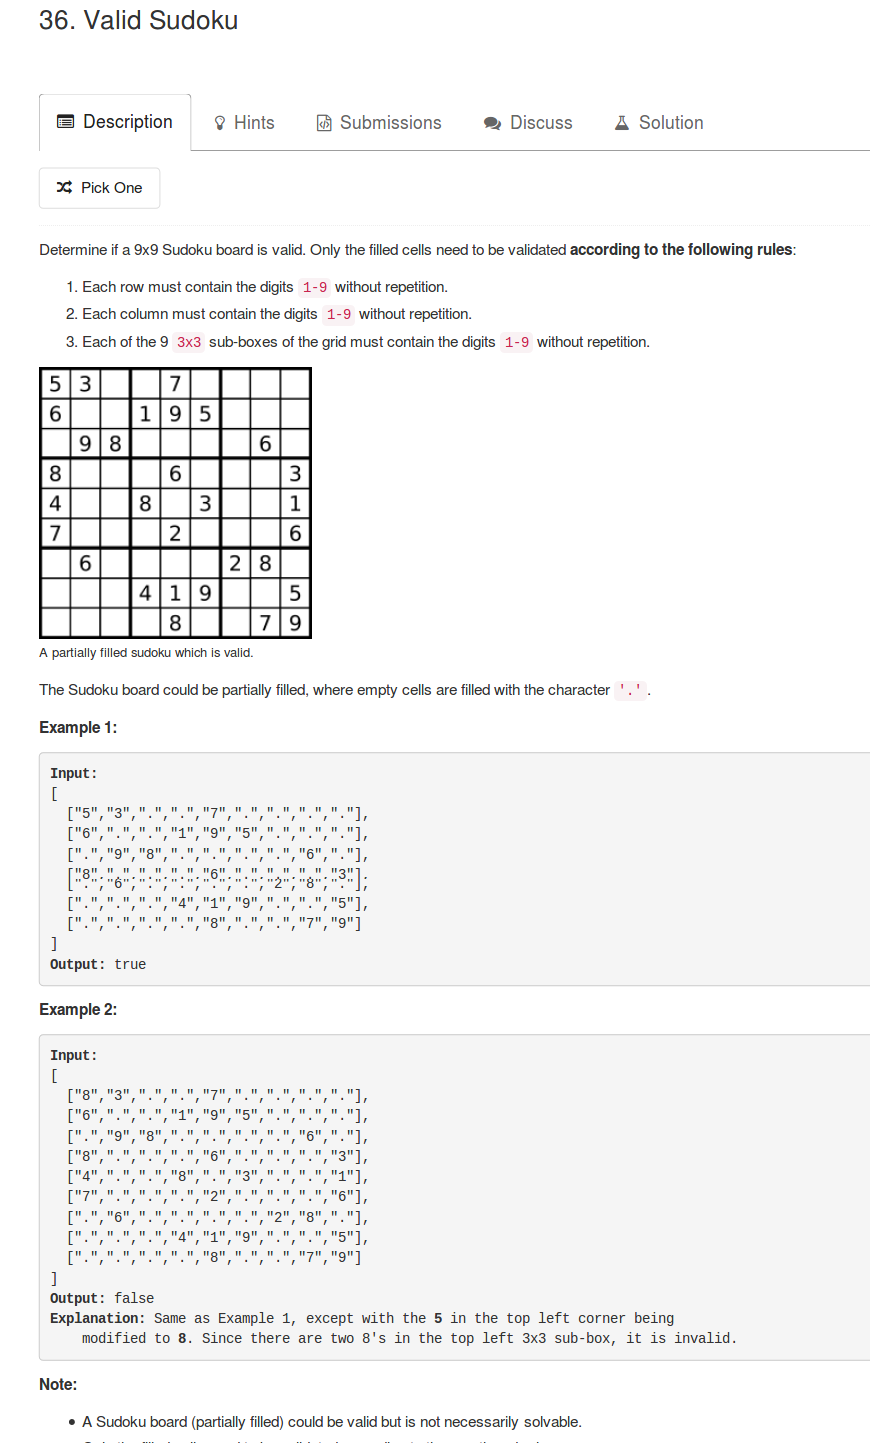 36. Valid Sudoku
Description Hints Submissions Discuss Solution
Pick One
Determine if a 9x9 Sudoku board is valid. Only the filled cells need to be validated according to the following rules:
1. Each row must contain the digits 1-9 without repetition.
2. Each column must contain the digits 1-9 without repetition.
3. Each of the 9 3x3 sub-boxes of the grid must contain the digits 1-9 without repetition.
5 3 7
6 1 9 5
9 8 6
8 6 3
4 8 3 1
7 2 6
6 2 8
4 1 9 5
8 7 9
A partially filled sudoku which is valid.
The Sudoku board could be partially filled, where empty cells are filled with the character '.'.
Example 1:
Input:
[
["5","3",".",".","7",".",".",".","."],
["6",".",".","1","9","5",".",".","."],
[".","9","8",".",".",".",".","6","."],
["8",".",".",".","6",".",".",".","3"],
[".","6",".",".",".",".","2","8","."],
[".",".",".","4","1","9",".",".","5"],
[".",".",".",".","8",".",".","7","9"]
]
Output: true
Example 2:
Input:
[
["8","3",".",".","7",".",".",".","."],
["6",".",".","1","9","5",".",".","."],
[".","9","8",".",".",".",".","6","."],
["8",".",".",".","6",".",".",".","3"],
["4",".",".","8",".","3",".",".","1"],
["7",".",".",".","2",".",".",".","6"],
[".","6",".",".",".",".","2","8","."],
[".",".",".","4","1","9",".",".","5"],
[".",".",".",".","8",".",".","7","9"]
]
Output: false
Explanation: Same as Example 1, except with the 5 in the top left corner being
modified to 8. Since there are two 8's in the top left 3x3 sub-box, it is invalid.
Note:
• A Sudoku board (partially filled) could be valid but is not necessarily solvable.